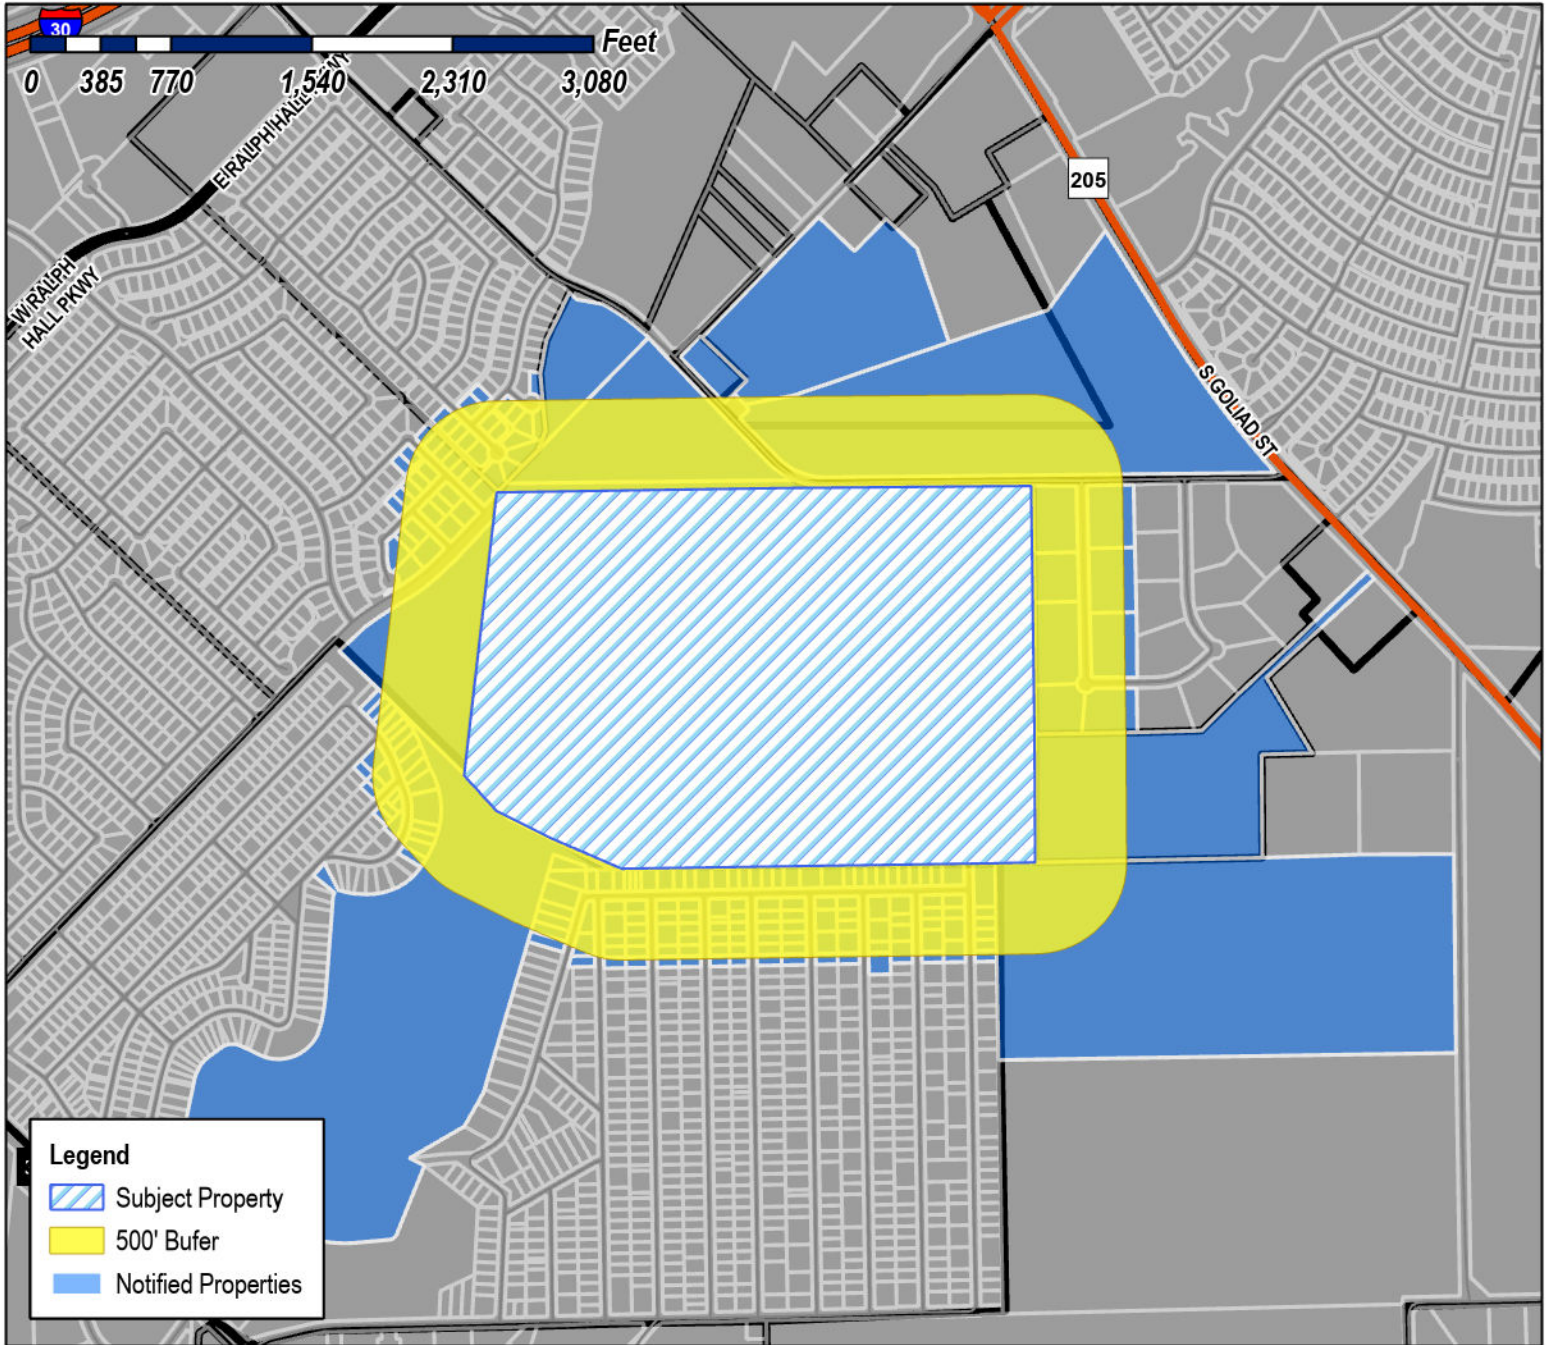 30
Feet
0 385 770 1,540 2,310 3,080
E RALPH HALL PKWY
W RALPH
HALL PKWY
205
S GOLIAD ST
Legend
Subject Property
500' Bufer
Notified Properties